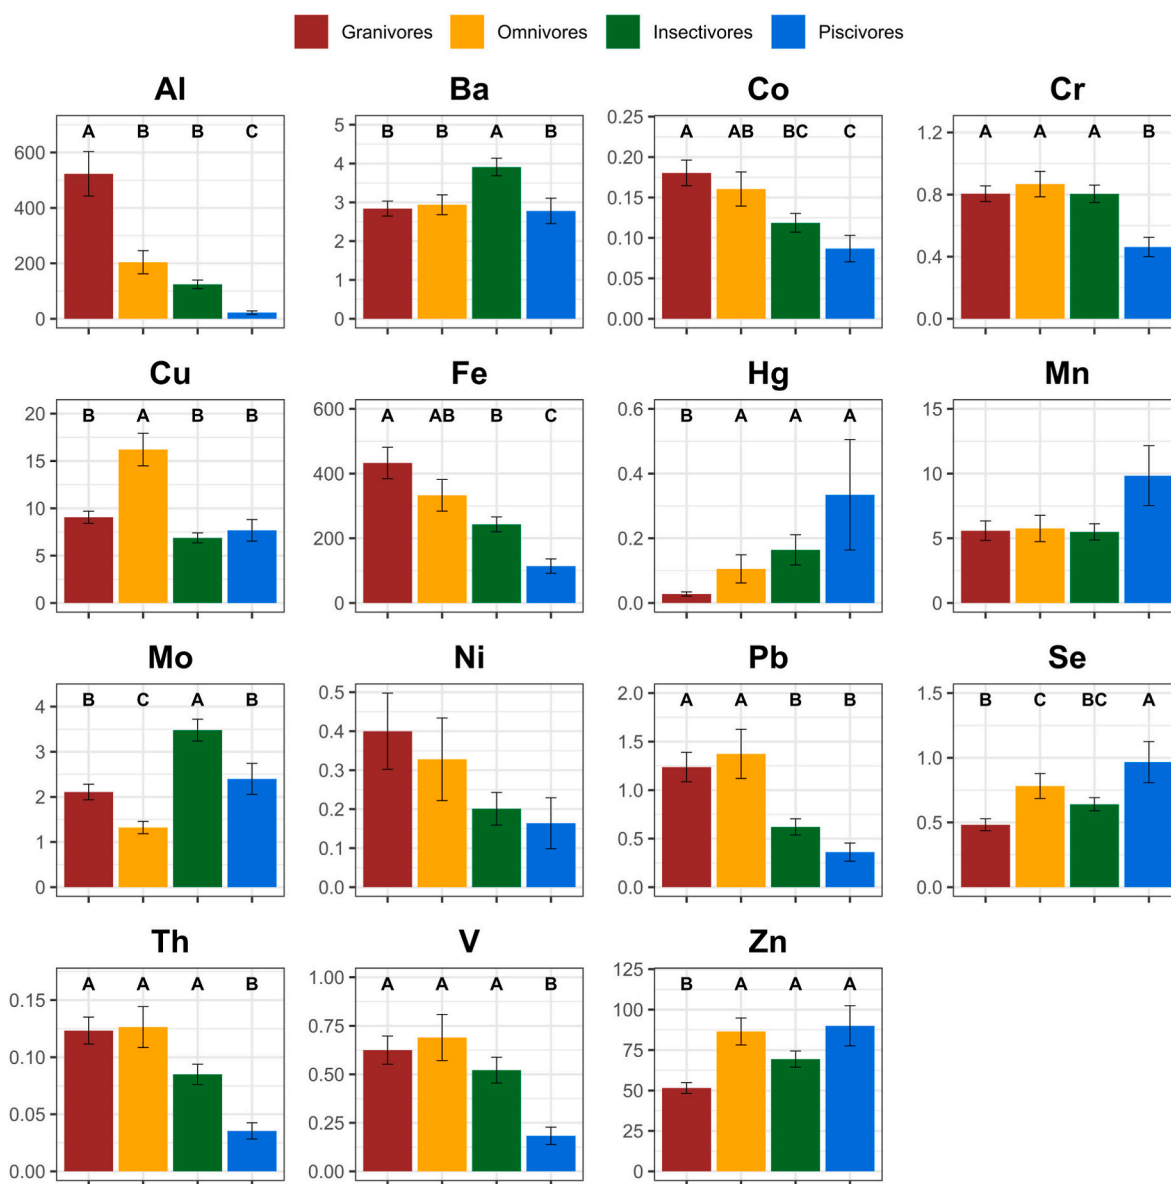 Granivores Omnivores Insectivores Piscivores
Al
A B B C
600
400
200
0
Ba
B B A B
5
4
3
2
1
0
Co
A AB BC C
0.25
0.20
0.15
0.10
0.05
0.00
Cr
A A A B
1.2
0.8
0.4
0.0
Cu
B A B B
20
15
10
5
0
Fe
A AB B C
600
400
200
0
Hg
B A A A
0.6
0.4
0.2
0.0
Mn
15
10
5
0
Mo
B C A B
4
3
2
1
0
Ni
0.5
0.4
0.3
0.2
0.1
0.0
Pb
A A B B
2.0
1.5
1.0
0.5
0.0
Se
B C BC A
1.5
1.0
0.5
0.0
Th
A A A B
0.15
0.10
0.05
0.00
V
A A A B
1.00
0.75
0.50
0.25
0.00
Zn
B A A A
125
100
75
50
25
0